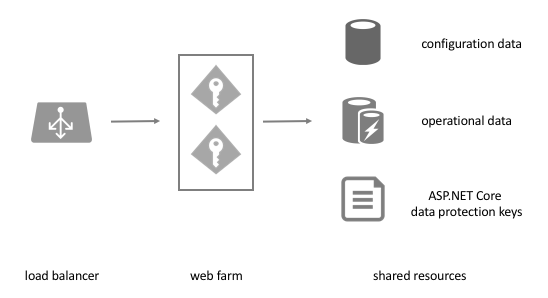 configuration data
operational data
ASP.NET Core
data protection keys
load balancer
web farm
shared resources